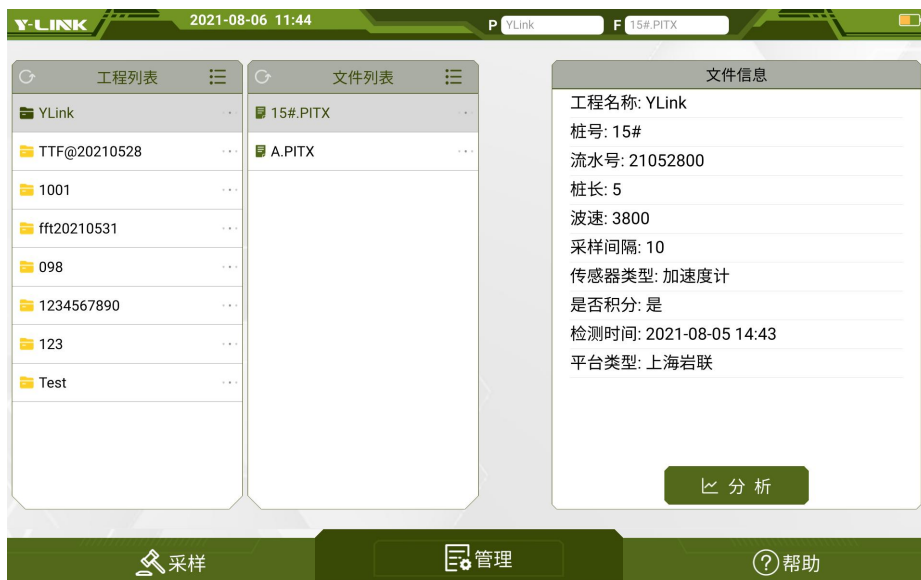 Y-LINK 2021-08-06 11:44 P YLink F 15#.PITX
工程列表
YLink
TTF@20210528
1001
fft20210531
098
1234567890
123
Test
文件列表
15#.PITX
A.PITX
文件信息
工程名称: YLink
桩号: 15#
流水号: 21052800
桩长: 5
波速: 3800
采样间隔: 10
传感器类型: 加速度计
是否积分: 是
检测时间: 2021-08-05 14:43
平台类型: 上海岩联
分析
采样 管理 帮助